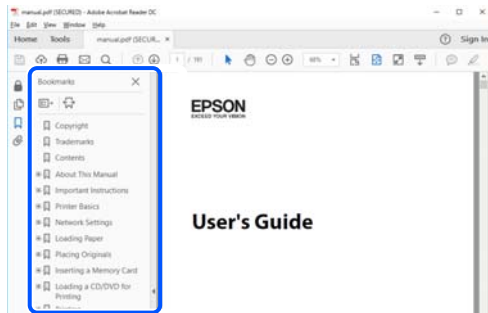 manual.pdf (SECURED) - Adobe Acrobat Reader DC
File Edit View Window Help
Home Tools manual.pdf (SECUR... × Sign In
1 / 191
Bookmarks
EPSON
EXCEED YOUR VISION
Copyright
Trademarks
Contents
About This Manual
Important Instructions
Printer Basics
Network Settings
User's Guide
Loading Paper
Placing Originals
Inserting a Memory Card
Loading a CD/DVD for
Printing